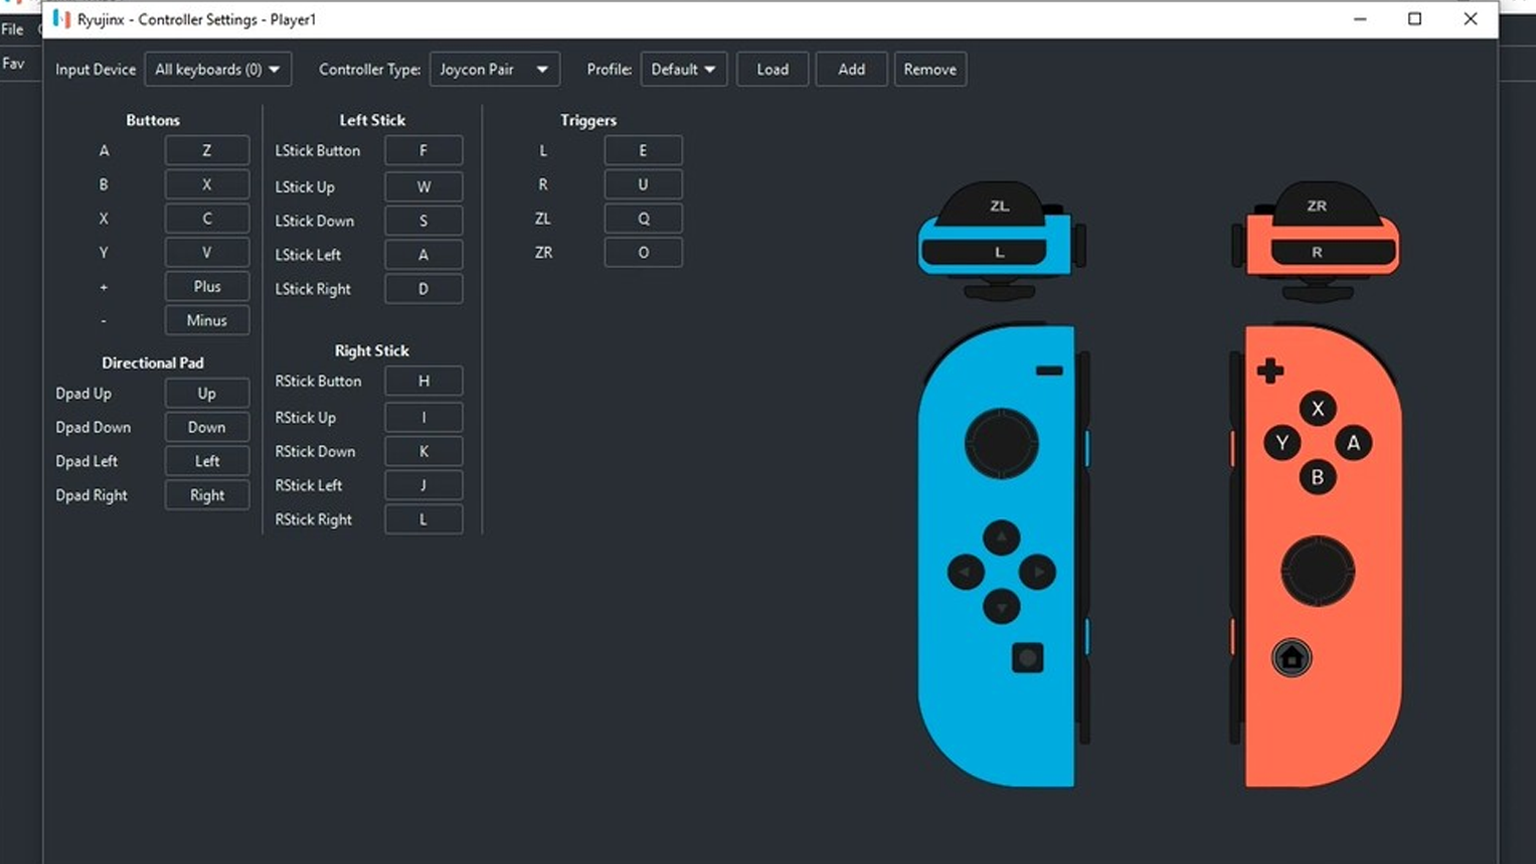 Ryujinx - Controller Settings - Player1
File
Fav
Input Device All keyboards (0) Controller Type: Joycon Pair Profile: Default Load Add Remove
Buttons
A Z
B X
X C
Y V
+ Plus
- Minus
Directional Pad
Dpad Up Up
Dpad Down Down
Dpad Left Left
Dpad Right Right
Left Stick
LStick Button F
LStick Up W
LStick Down S
LStick Left A
LStick Right D
Right Stick
RStick Button H
RStick Up I
RStick Down K
RStick Left J
RStick Right L
Triggers
L E
R U
ZL Q
ZR O
ZL
L
ZR
R
X
Y A
B